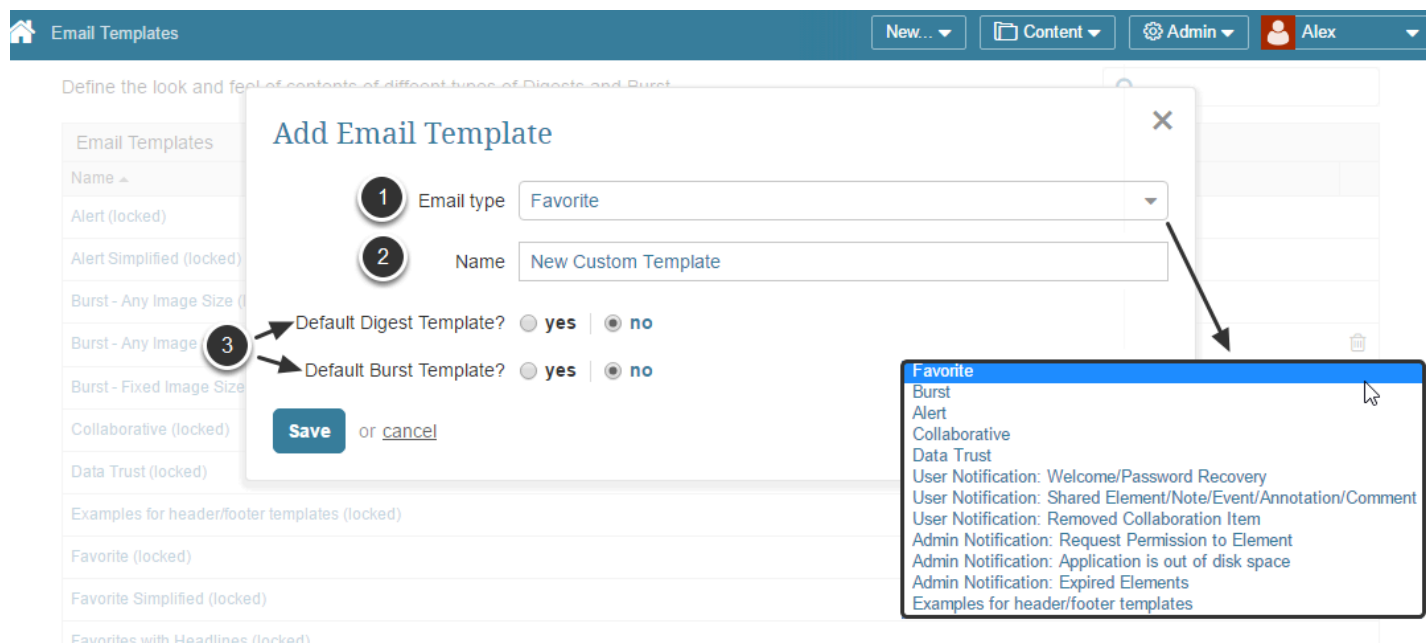 Email Templates
New...
Content
Admin
Alex
Define the look and feel of contents of diffeent types of Digests and Burst
Email Templates
Name
Alert (locked)
Alert Simplified (locked)
Burst - Any Image Size (l
Burst - Any Image
Burst - Fixed Image Size
Collaborative (locked)
Data Trust (locked)
Examples for header/footer templates (locked)
Favorite (locked)
Favorite Simplified (locked)
Favorites with Headlines (locked)
Add Email Template
1
Email type
Favorite
2
Name
New Custom Template
3
Default Digest Template? yes no
Default Burst Template? yes no
Save or cancel
Favorite
Burst
Alert
Collaborative
Data Trust
User Notification: Welcome/Password Recovery
User Notification: Shared Element/Note/Event/Annotation/Comment
User Notification: Removed Collaboration Item
Admin Notification: Request Permission to Element
Admin Notification: Application is out of disk space
Admin Notification: Expired Elements
Examples for header/footer templates